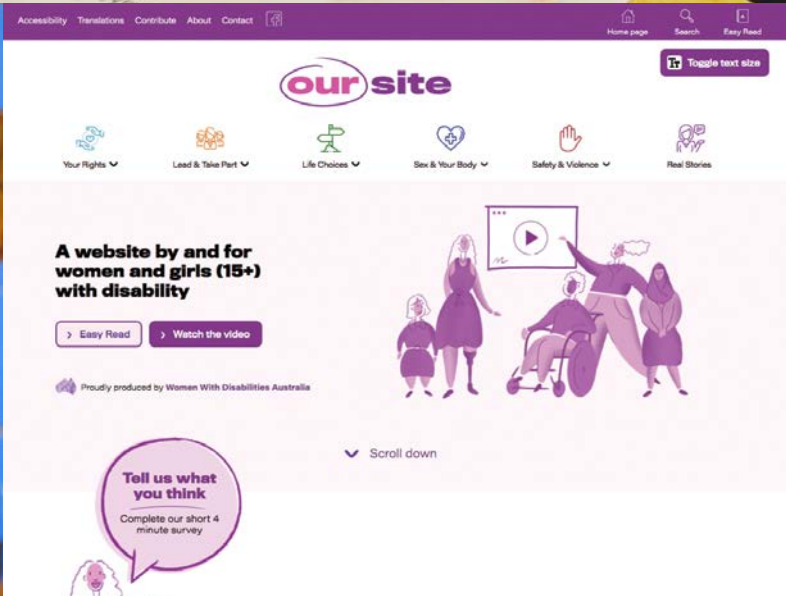 Accessibility Translations Contribute About Contact
Home page Search Easy Read
Tr Toggle text size
our site
Your Rights Lead & Take Part Life Choices Sex & Your Body Safety & Violence Real Stories
A website by and for
women and girls (15+)
with disability
Easy Read Watch the video
Proudly produced by Women With Disabilities Australia
Scroll down
Tell us what
you think
Complete our short 4
minute survey